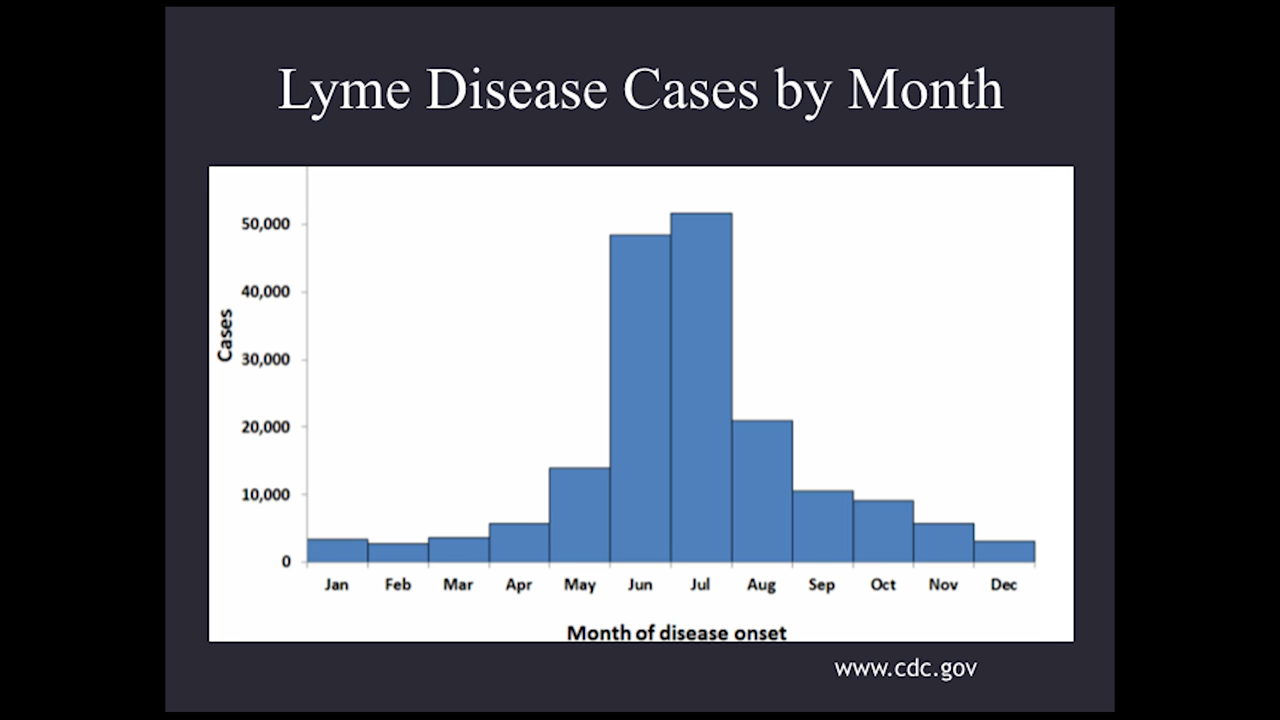 Lyme Disease Cases by Month
50,000
40,000
30,000
20,000
10,000
0
Cases
Jan Feb Mar Apr May Jun Jul Aug Sep Oct Nov Dec
Month of disease onset
www.cdc.gov